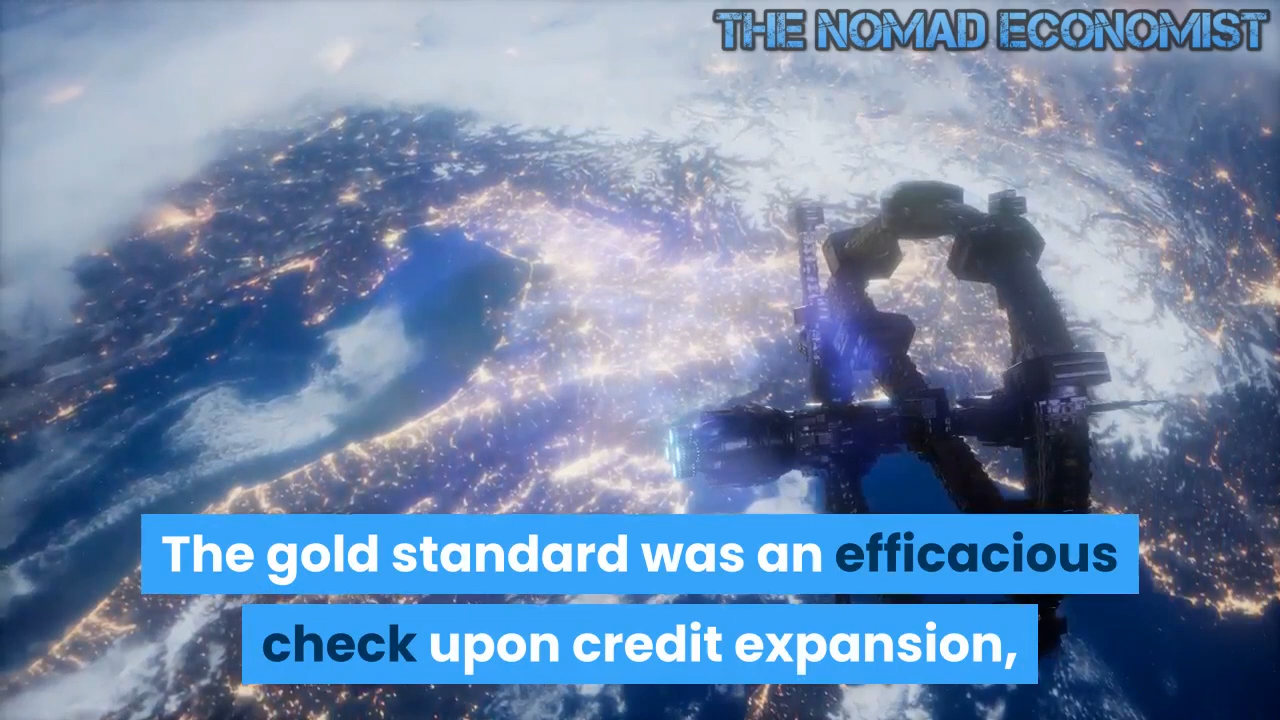 THE NOMAD ECONOMIST
The gold standard was an efficacious
check upon credit expansion,